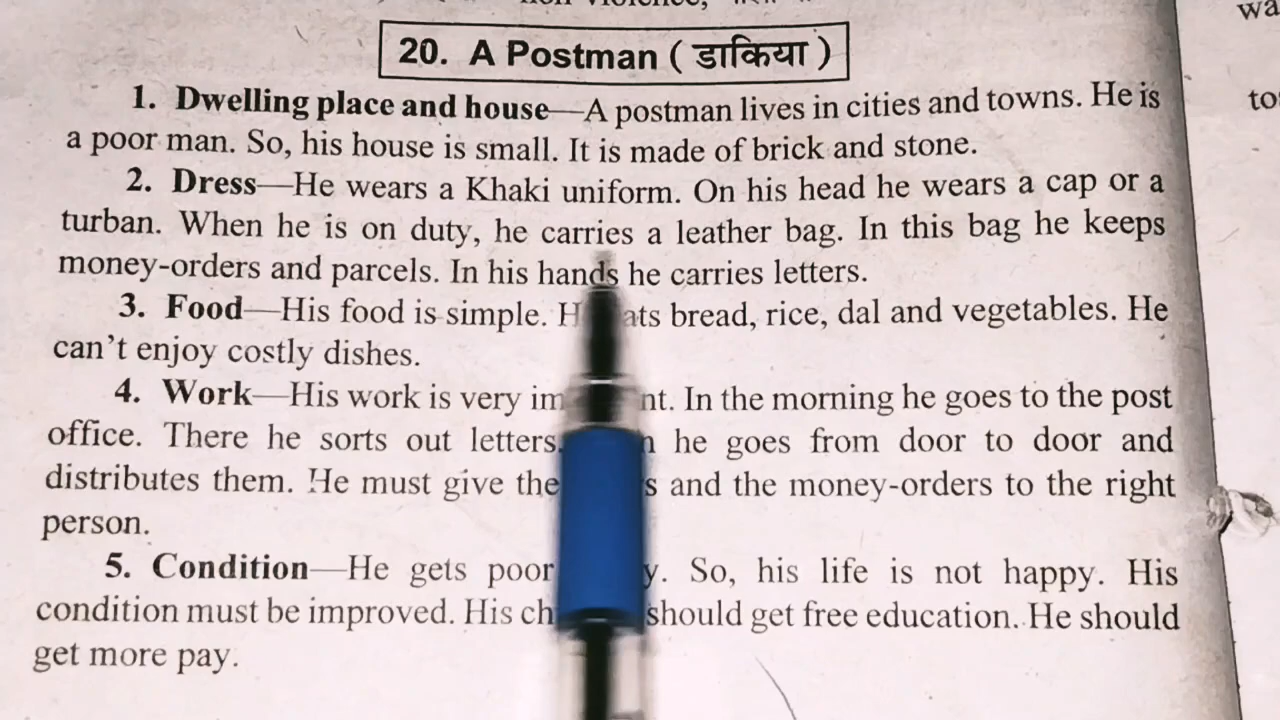 20. A Postman ( डाकिया )
1. Dwelling place and house—A postman lives in cities and towns. He is
a poor man. So, his house is small. It is made of brick and stone.
2. Dress—He wears a Khaki uniform. On his head he wears a cap or a
turban. When he is on duty, he carries a leather bag. In this bag he keeps
money-orders and parcels. In his hands he carries letters.
3. Food—His food is simple. bread, rice, dal and vegetables. He
can't enjoy costly dishes.
4. Work—His work is very In the morning he goes to the post
office. There he sorts out letters. he goes from door to door and
distributes them. He must give and the money-orders to the right
person.
5. Condition—He gets poor So, his life is not happy. His
condition must be improved. His should get free education. He should
get more pay.